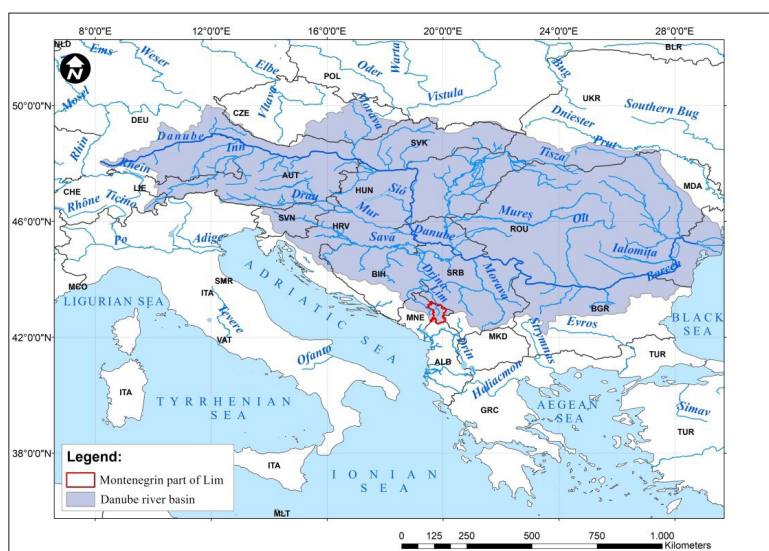 8°0'0"E
12°0'0"E
16°0'0"E
20°0'0"E
24°0'0"E
28°0'0"E
NLD
Ems
Weser
Elbe
Oder
Warta
BLR
N
POL
Bug
Mosel
Vltava
Vistula
50°0'0"N
CZE
Morava
UKR
Southern Bug
DEU
Dniester
Danube
SVK
Prut
Rhin
Inn
Tisza
Rhein
AUT
HUN
Sió
MDA
CHE
LIE
Rhône
Ticino
Drau
Mur
Mureş
Olt
46°0'0"N
SVN
HRV
Danube
ROU
Po
Adige
Sava
Ialomiţa
BIH
Drina
SRB
Morava
Borcea
MCO
SMR
Lim
LIGURIAN SEA
ITA
ADRIATIC SEA
MNE
BGR
BLACK
SEA
Tevere
Evros
42°0'0"N
VAT
Drin
MKD
Strymnas
Ofanto
ALB
TUR
Haliacmon
ITA
TYRRHENIAN
SEA
GRC
AEGEAN
SEA
Simav
TUR
38°0'0"N
Legend:
Montenegrin part of Lim
Danube river basin
ITA
IONIAN
SEA
MLT
0 125 250 500 750 1.000
Kilometers